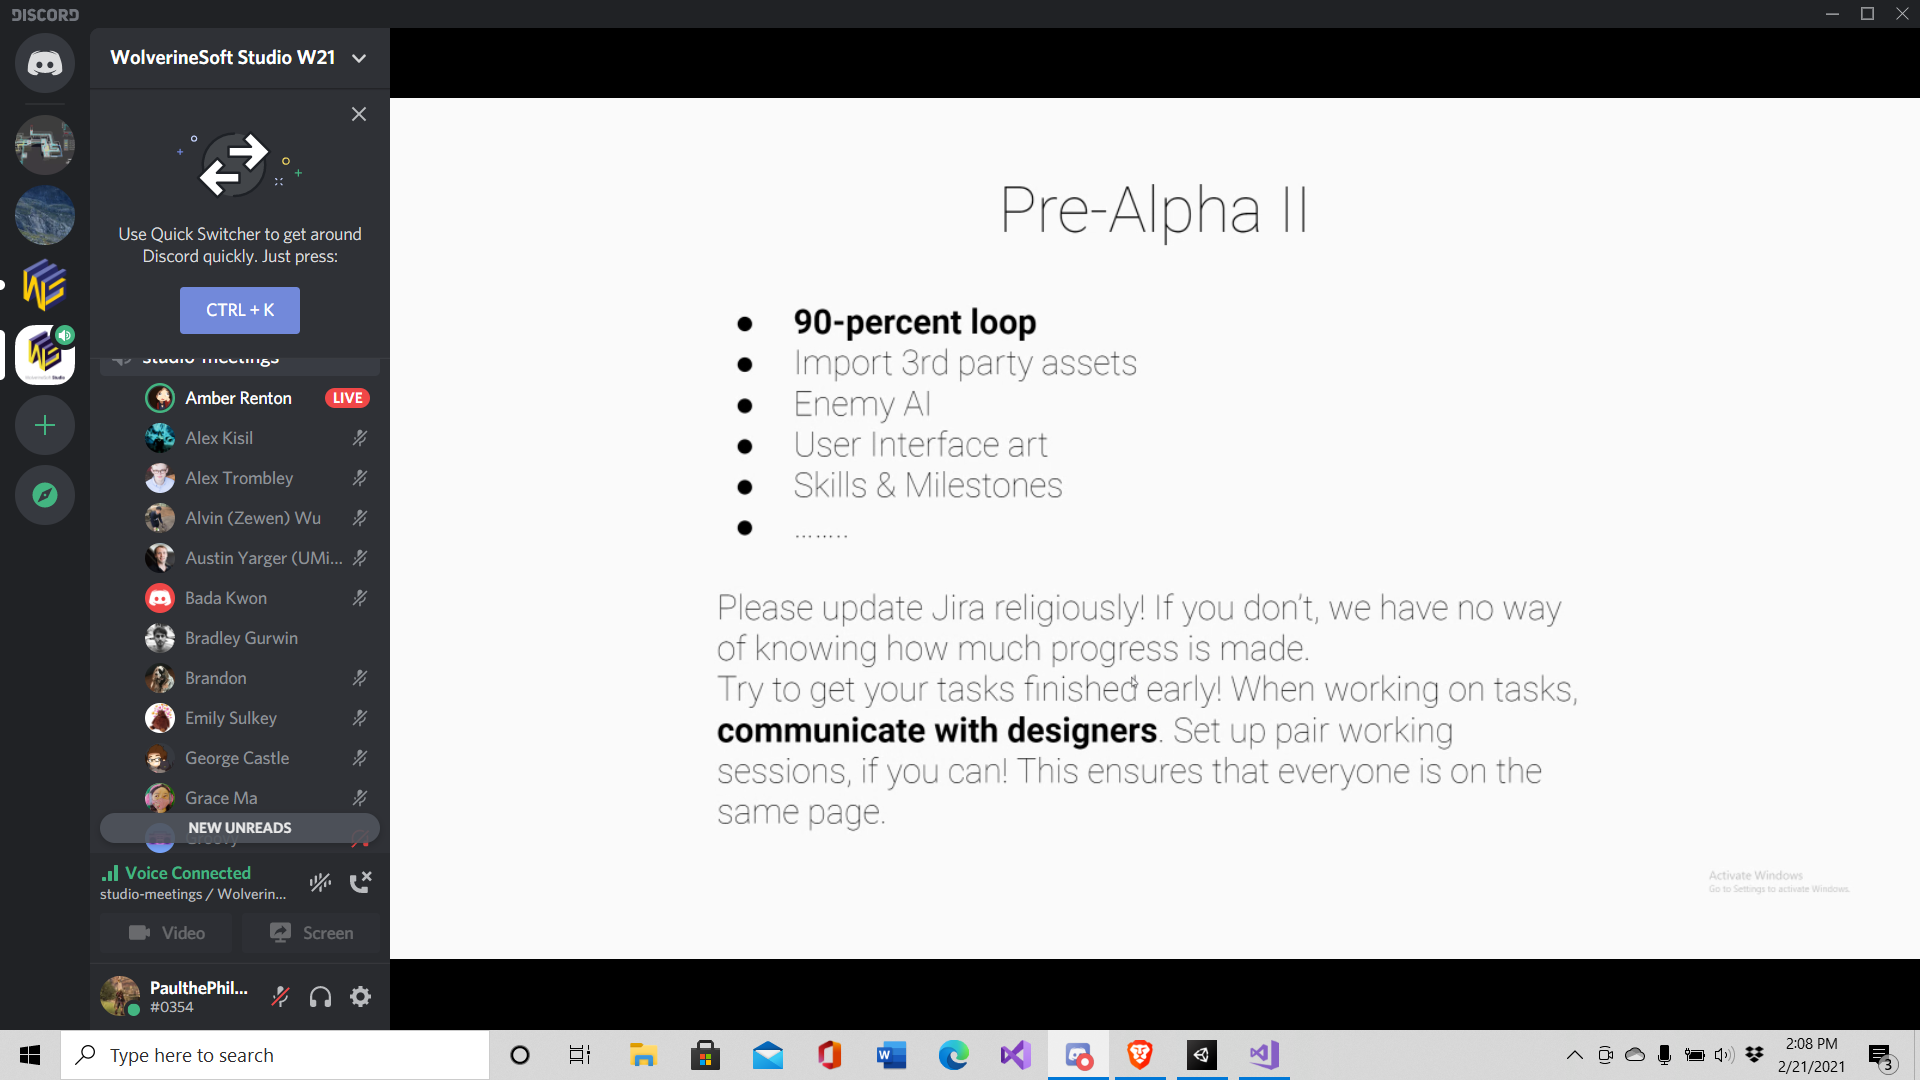 DISCORD
WolverineSoft Studio W21
Use Quick Switcher to get around
Discord quickly. Just press:
CTRL + K
studio-meetings
Amber Renton LIVE
Alex Kisil
Alex Trombley
Alvin (Zewen) Wu
Austin Yarger (UMi...
Bada Kwon
Bradley Gurwin
Brandon
Emily Sulkey
George Castle
Grace Ma
NEW UNREADS
Groovy
Voice Connected
studio-meetings / Wolverin...
Video Screen
PaulthePhil...
#0354
Pre-Alpha II
● 90-percent loop
● Import 3rd party assets
● Enemy AI
● User Interface art
● Skills & Milestones
● ........
Please update Jira religiously! If you don't, we have no way
of knowing how much progress is made.
Try to get your tasks finished early! When working on tasks,
communicate with designers. Set up pair working
sessions, if you can! This ensures that everyone is on the
same page.
Activate Windows
Go to Settings to activate Windows.
Type here to search
2:08 PM
2/21/2021
3